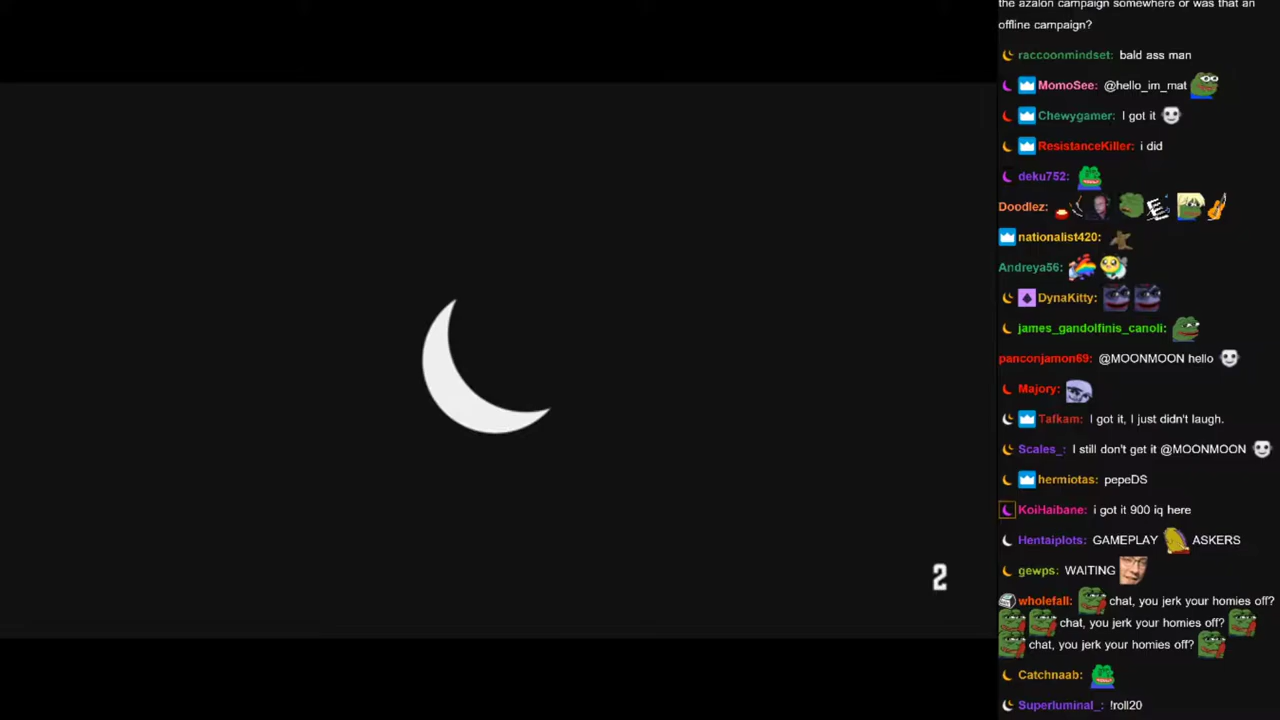 the azalon campaign somewhere or was that an
offline campaign?
raccoonmindset: bald ass man
MomoSee: @hello_im_mat
Chewygamer: I got it
ResistanceKiller: i did
deku752:
Doodlez:
nationalist420:
Andreya56:
DynaKitty:
james_gandolfinis_canoli:
panconjamon69: @MOONMOON hello
Majory:
Tafkam: I got it, I just didn't laugh.
Scales_: I still don't get it @MOONMOON
hermiotas: pepeDS
KoiHaibane: i got it 900 iq here
Hentaiplots: GAMEPLAY ASKERS
gewps: WAITING
2
wholefall: chat, you jerk your homies off?
chat, you jerk your homies off?
chat, you jerk your homies off?
Catchnaab:
Superluminal_: !roll20